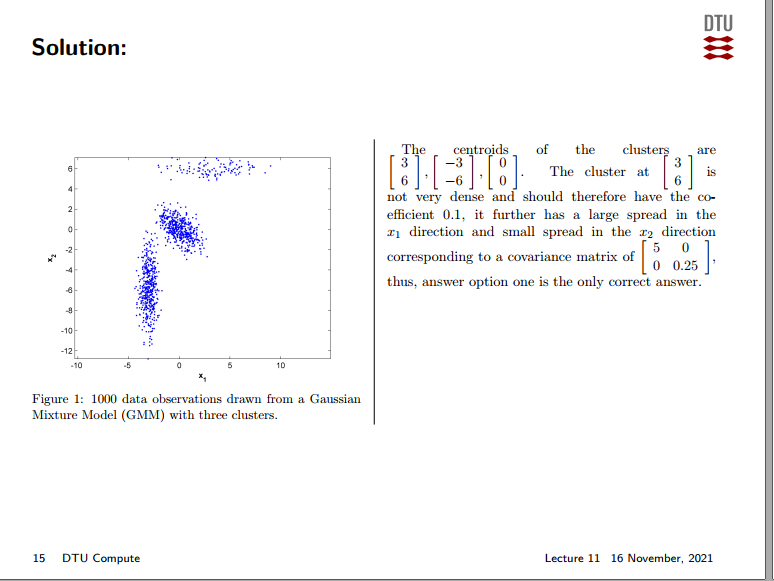 DTU
Solution:
6
4
2
0
-2
-4
-6
-8
-10
-12
x2
-10 -5 0 5 10
x1
Figure 1: 1000 data observations drawn from a Gaussian
Mixture Model (GMM) with three clusters.
The centroids of the clusters are
[3 6], [−3 −6], [0 0]. The cluster at [3 6] is
not very dense and should therefore have the co-
efficient 0.1, it further has a large spread in the
x1 direction and small spread in the x2 direction
corresponding to a covariance matrix of [5 0 0 0.25],
thus, answer option one is the only correct answer.
15 DTU Compute
Lecture 11 16 November, 2021